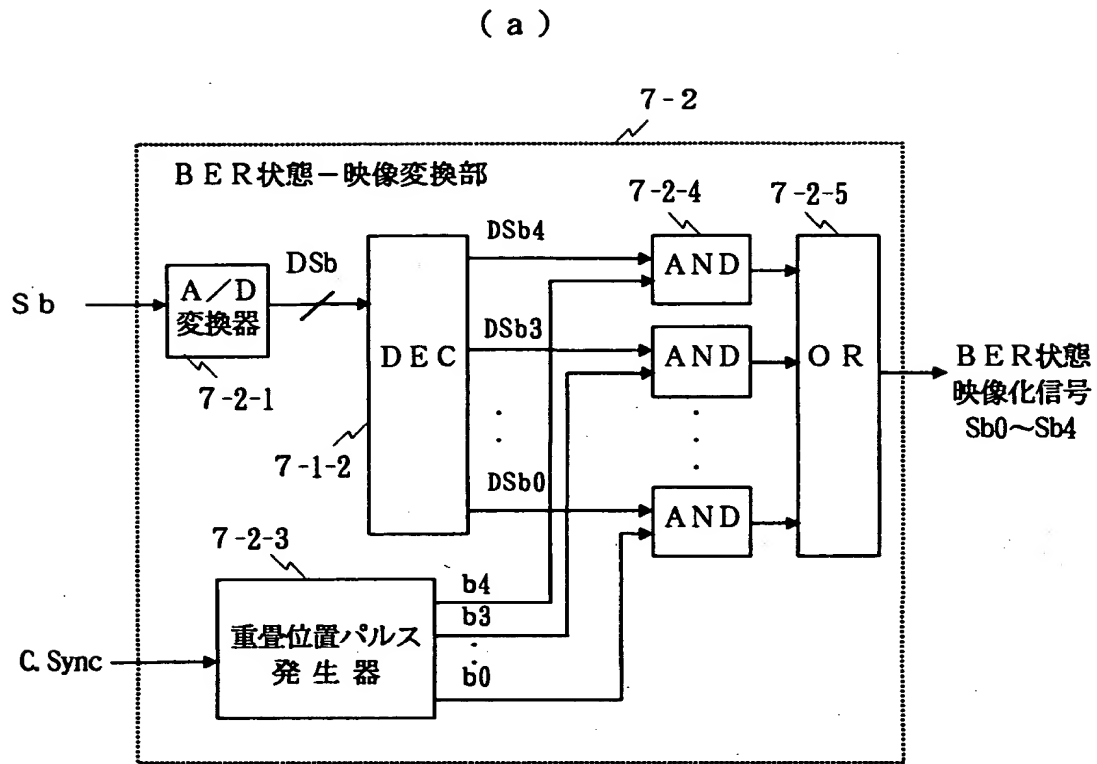 (a)
7-2
BER状態-映像変換部
7-2-4
7-2-5
DSb4
Sb
A/D
変換器
DSb
7-2-1
DEC
7-1-2
AND
DSb3
AND
・
・
・
・
・
DSb0
AND
OR
BER状態
映像化信号
Sb0~Sb4
7-2-3
C.Sync
重畳位置パルス
発生器
b4
b3
・
・
b0